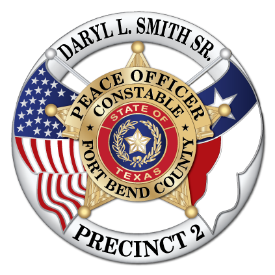 DARYL L. SMITH SR.
PEACE OFFICER
CONSTABLE
STATE OF
TEXAS
FORT BEND COUNTY
PRECINCT 2